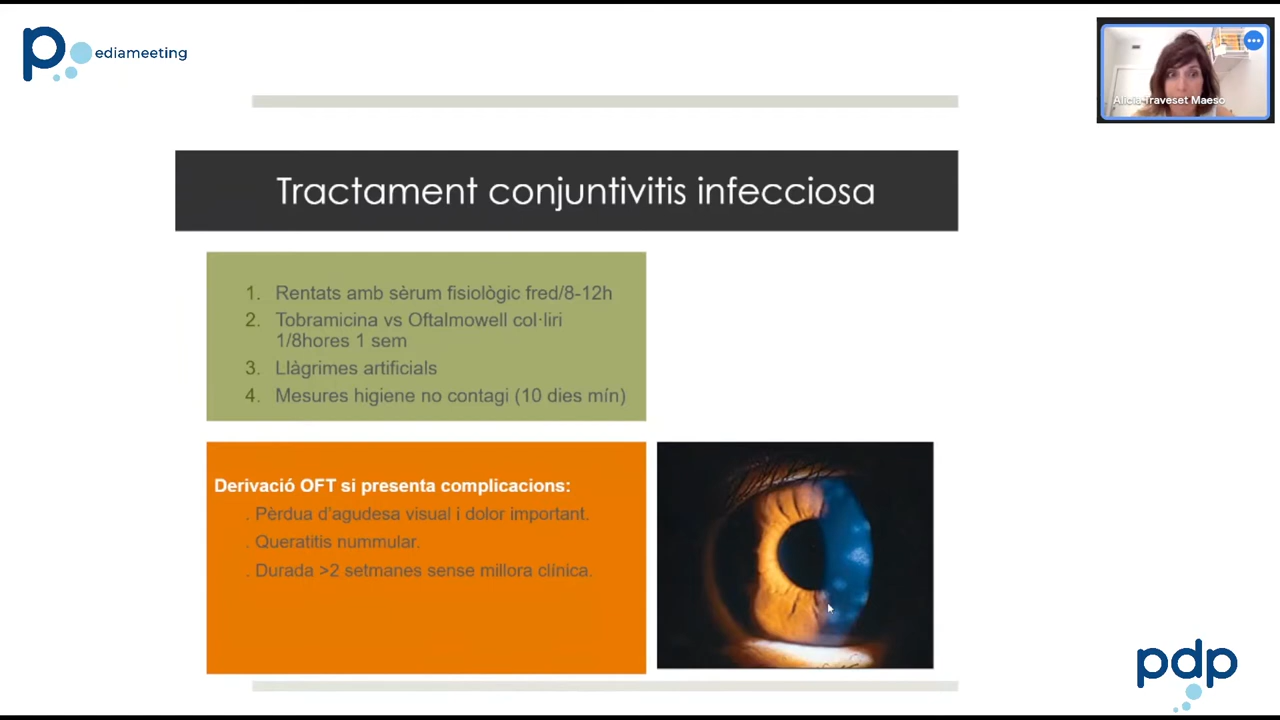 pediameeting
Alicia Traveset Maeso
Tractament conjuntivitis infecciosa
1. Rentats amb sèrum fisiològic fred/8-12h
2. Tobramicina vs Oftalmowell col·liri
1/8hores 1 sem
3. Llàgrimes artificials
4. Mesures higiene no contagi (10 dies mín)
Derivació OFT si presenta complicacions:
. Pèrdua d'agudesa visual i dolor important.
. Queratitis nummular.
. Durada >2 setmanes sense millora clínica.
pdp